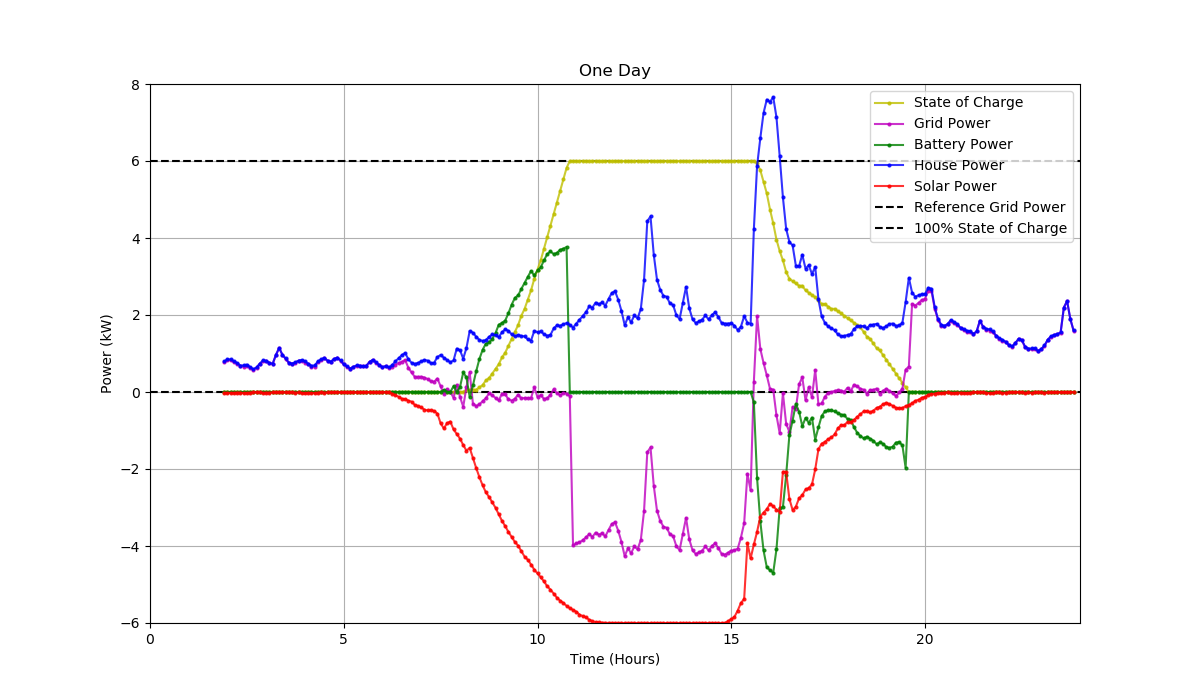 One Day
8
6
4
2
0
−2
−4
−6
Power (kW)
0
5
10
15
20
Time (Hours)
State of Charge
Grid Power
Battery Power
House Power
Solar Power
Reference Grid Power
100% State of Charge